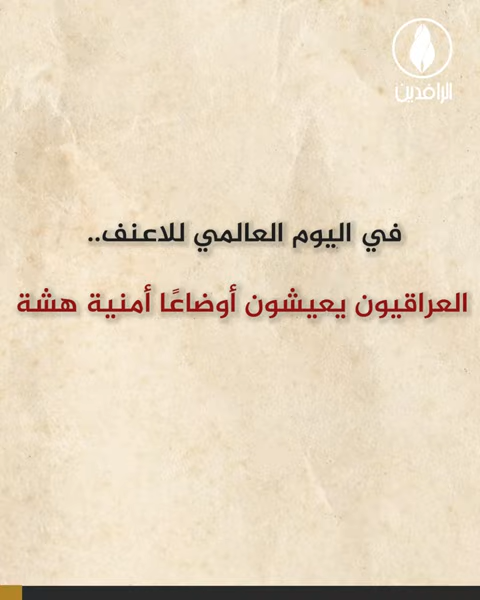 الرافدين
في اليوم العالمي للاعنف..
العراقيون يعيشون أوضاعًا أمنية هشة